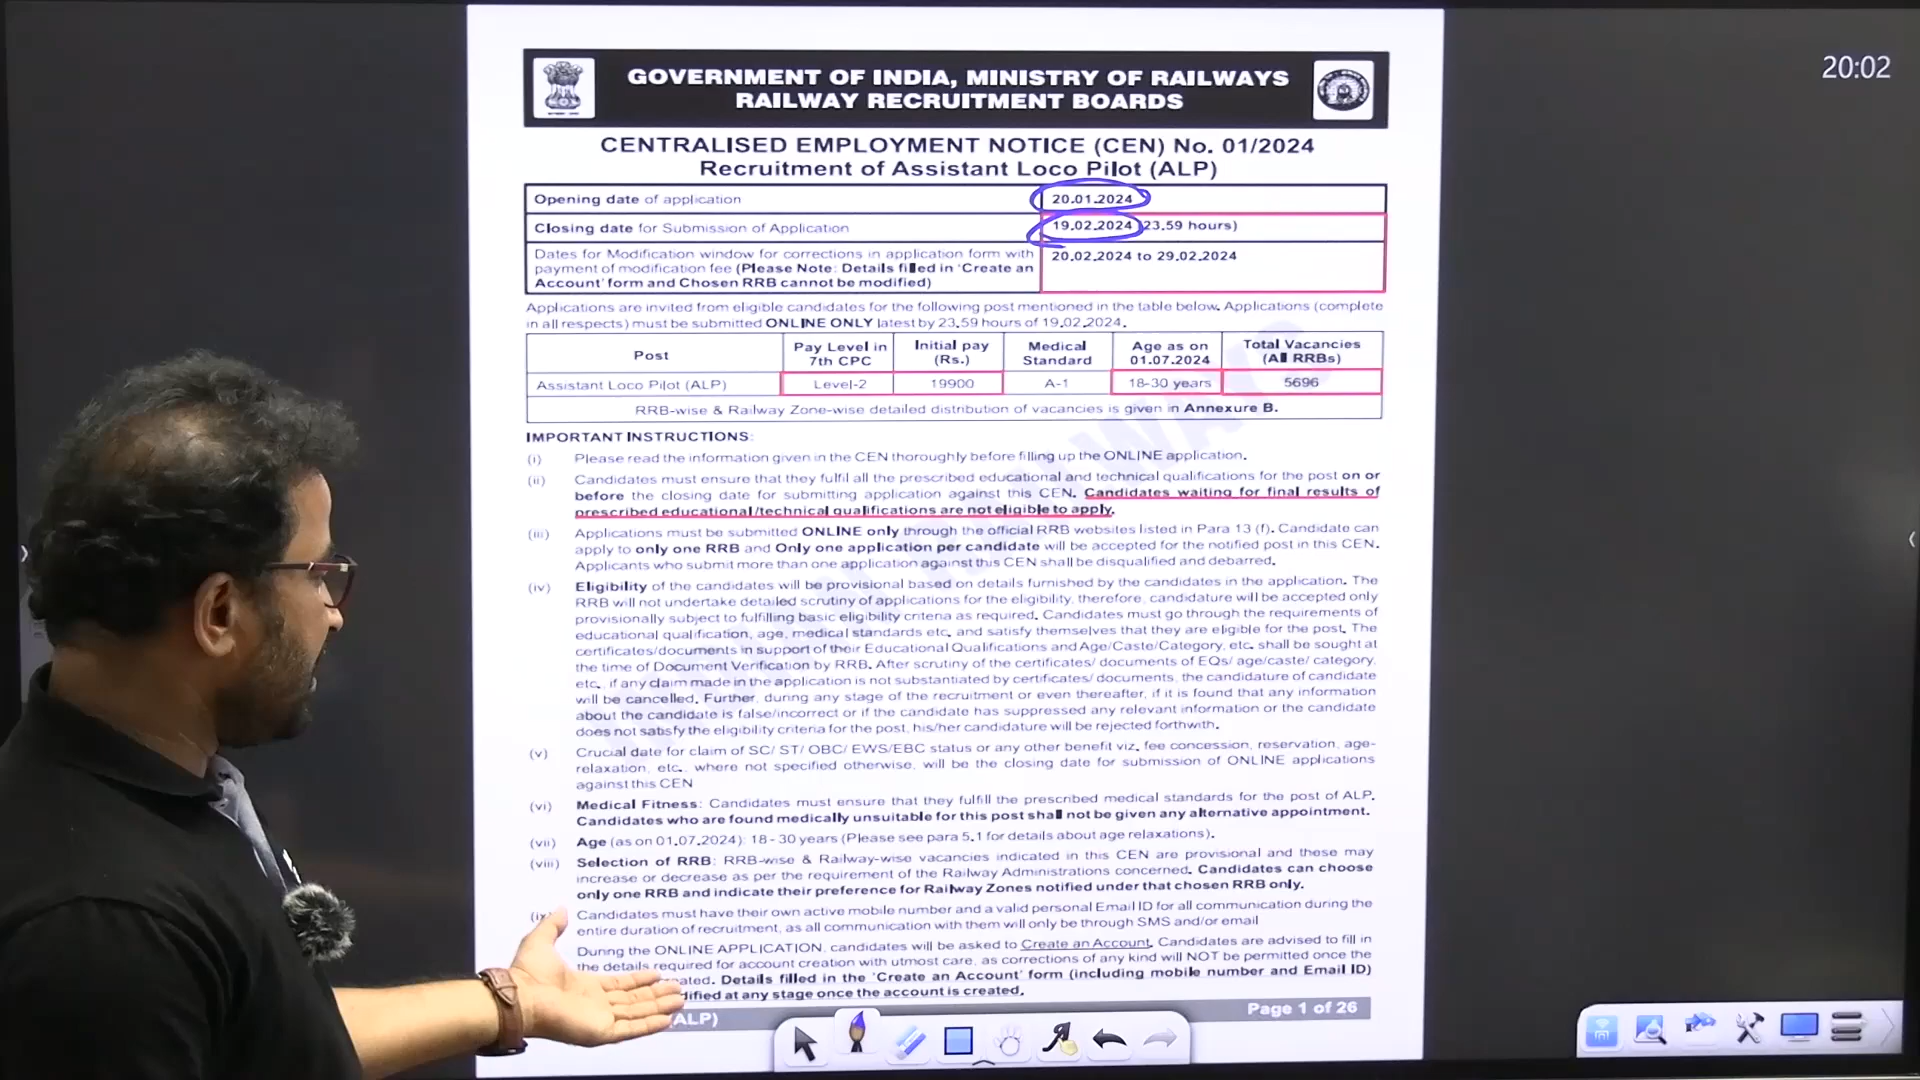 20:02
GOVERNMENT OF INDIA, MINISTRY OF RAILWAYS
RAILWAY RECRUITMENT BOARDS
CENTRALISED EMPLOYMENT NOTICE (CEN) No. 01/2024
Recruitment of Assistant Loco Pilot (ALP)
Opening date of application 20.01.2024
Closing date for Submission of Application 19.02.2024 (23.59 hours)
Dates for Modification window for corrections in application form with
payment of modification fee (Please Note: Details filled in 'Create an
Account' form and Chosen RRB cannot be modified)
20.02.2024 to 29.02.2024
Applications are invited from eligible candidates for the following post mentioned in the table below. Applications (complete
in all respects) must be submitted ONLINE ONLY latest by 23.59 hours of 19.02.2024.
Post
Pay Level in
7th CPC
Initial pay
(Rs.)
Medical
Standard
Age as on
01.07.2024
Total Vacancies
(All RRBs)
Assistant Loco Pilot (ALP) Level-2 19900 A-1 18-30 years 5696
RRB-wise & Railway Zone-wise detailed distribution of vacancies is given in Annexure B.
IMPORTANT INSTRUCTIONS:
(i) Please read the information given in the CEN thoroughly before filling up the ONLINE application.
(ii) Candidates must ensure that they fulfil all the prescribed educational and technical qualifications for the post on or
before the closing date for submitting application against this CEN. Candidates waiting for final results of
prescribed educational/technical qualifications are not eligible to apply.
(iii) Applications must be submitted ONLINE only through the official RRB websites listed in Para 13 (f). Candidate can
apply to only one RRB and Only one application per candidate will be accepted for the notified post in this CEN.
Applicants who submit more than one application against this CEN shall be disqualified and debarred.
(iv) Eligibility of the candidates will be provisional based on details furnished by the candidates in the application. The
RRB will not undertake detailed scrutiny of applications for the eligibility, therefore, candidature will be accepted only
provisionally subject to fulfilling basic eligibility criteria as required. Candidates must go through the requirements of
educational qualification, age, medical standards etc, and satisfy themselves that they are eligible for the post. The
certificates/documents in support of their Educational Qualifications and Age/Caste/Category, etc. shall be sought at
the time of Document Verification by RRB. After scrutiny of the certificates/ documents of EQs/ age/caste/ category,
etc., if any claim made in the application is not substantiated by certificates/ documents, the candidature of candidate
will be cancelled. Further, during any stage of the recruitment or even thereafter, if it is found that any information
about the candidate is false/incorrect or if the candidate has suppressed any relevant information or the candidate
does not satisfy the eligibility criteria for the post, his/her candidature will be rejected forthwith.
(v) Crucial date for claim of SC/ ST/ OBC/ EWS/EBC status or any other benefit viz. fee concession, reservation, age-
relaxation, etc., where not specified otherwise, will be the closing date for submission of ONLINE applications
against this CEN
(vi) Medical Fitness: Candidates must ensure that they fulfill the prescribed medical standards for the post of ALP.
Candidates who are found medically unsuitable for this post shall not be given any alternative appointment.
(vii) Age (as on 01.07.2024): 18 - 30 years (Please see para 5.1 for details about age relaxations).
(viii) Selection of RRB: RRB-wise & Railway-wise vacancies indicated in this CEN are provisional and these may
increase or decrease as per the requirement of the Railway Administrations concerned. Candidates can choose
only one RRB and indicate their preference for Railway Zones notified under that chosen RRB only.
(ix) Candidates must have their own active mobile number and a valid personal Email ID for all communication during the
entire duration of recruitment, as all communication with them will only be through SMS and/or email
During the ONLINE APPLICATION, candidates will be asked to Create an Account. Candidates are advised to fill in
the details required for account creation with utmost care, as corrections of any kind will NOT be permitted once the
Details filled in the 'Create an Account' form (including mobile number and Email ID)
at any stage once the account is created.
(ALP) Page 1 of 26